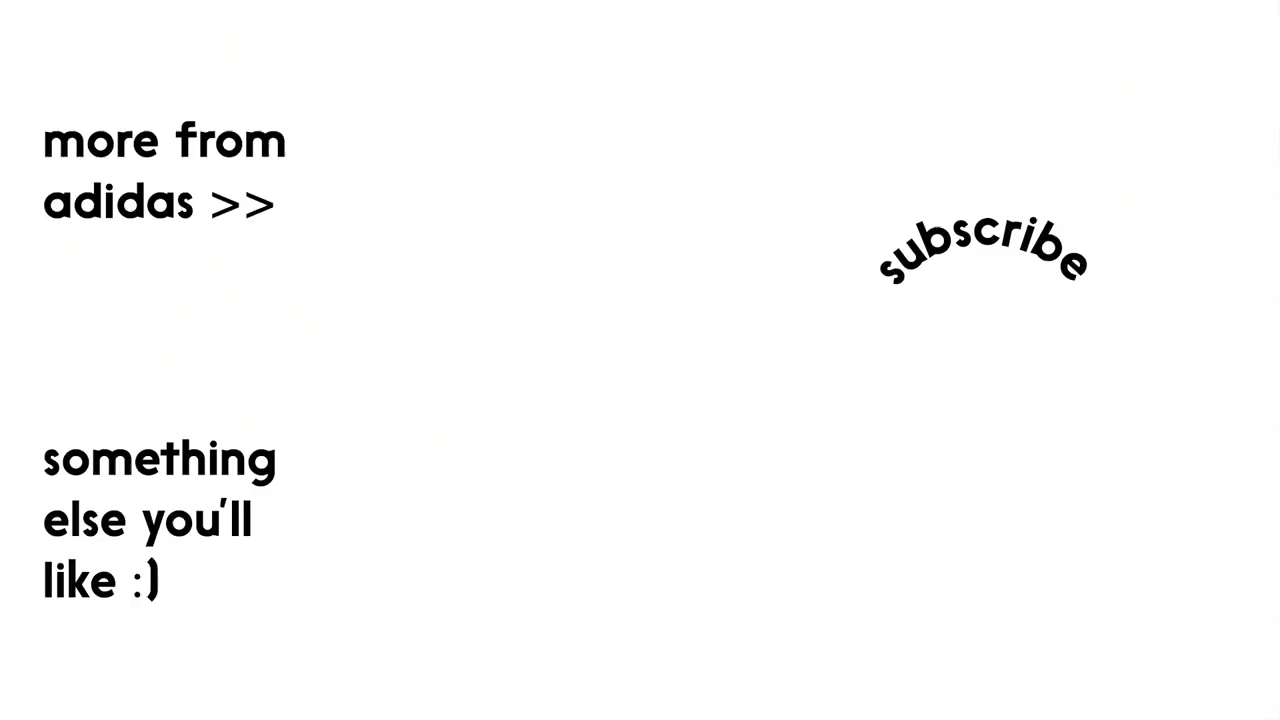 more from
adidas >>
subscribe
something
else you'll
like :)